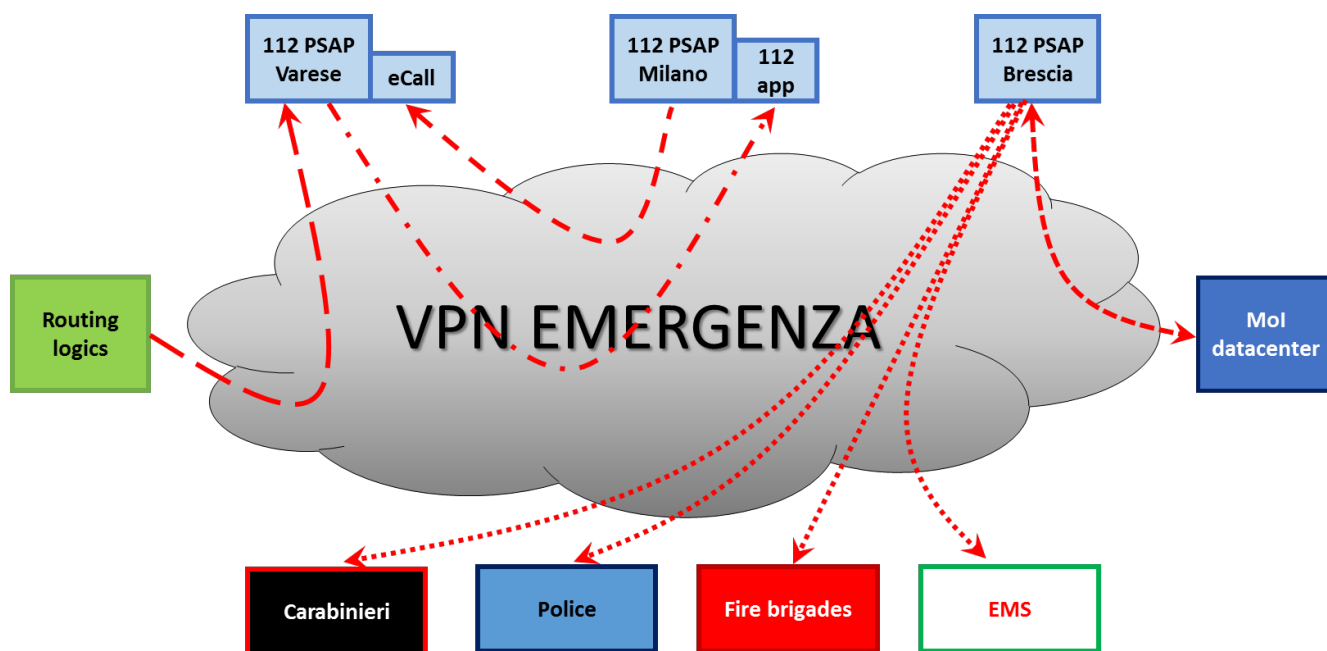 112 PSAP
Varese
eCall
112 PSAP
Milano
112
app
112 PSAP
Brescia
Routing
logics
VPN EMERGENZA
MoI
datacenter
Carabinieri
Police
Fire brigades
EMS